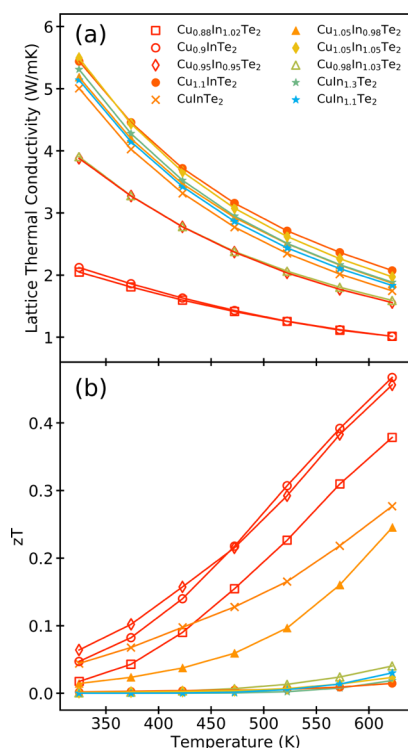 (a)
Cu0.88In1.02Te2
Cu0.9InTe2
Cu0.95In0.95Te2
Cu1.1InTe2
CuInTe2
Cu1.05In0.98Te2
Cu1.05In1.05Te2
Cu0.98In1.03Te2
CuIn1.3Te2
CuIn1.1Te2
Lattice Thermal Conductivity (W/mK)
6
5
4
3
2
1
(b)
zT
0.4
0.3
0.2
0.1
0.0
350 400 450 500 550 600
Temperature (K)